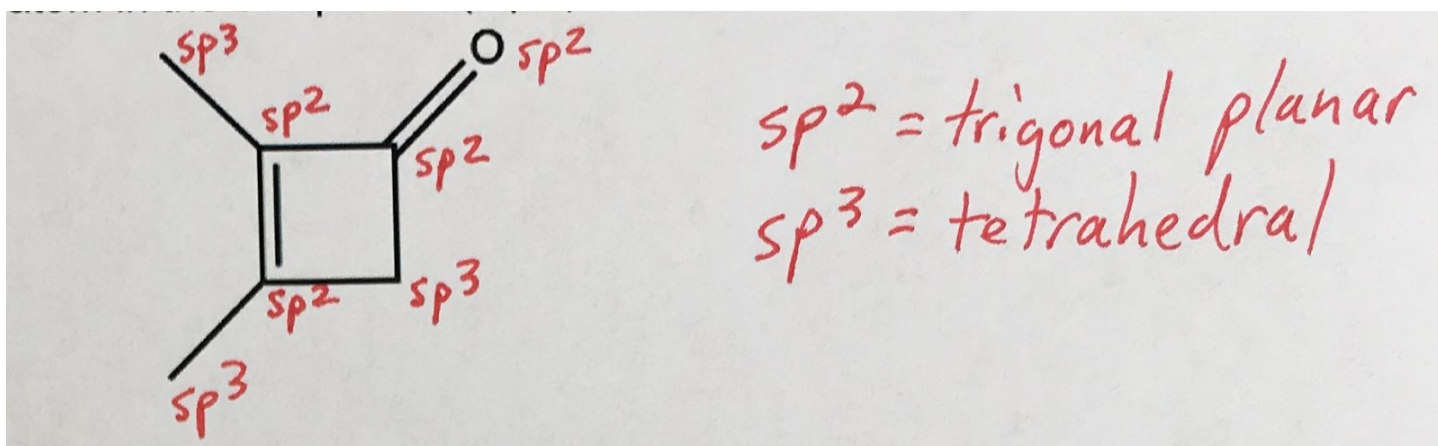 sp3
O sp2
sp2
sp2
sp2
sp3
sp3
sp2 = trigonal planar
sp3 = tetrahedral